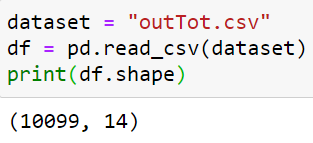 dataset = "outTot.csv"
df = pd.read_csv(dataset)
print(df.shape)
(10099, 14)